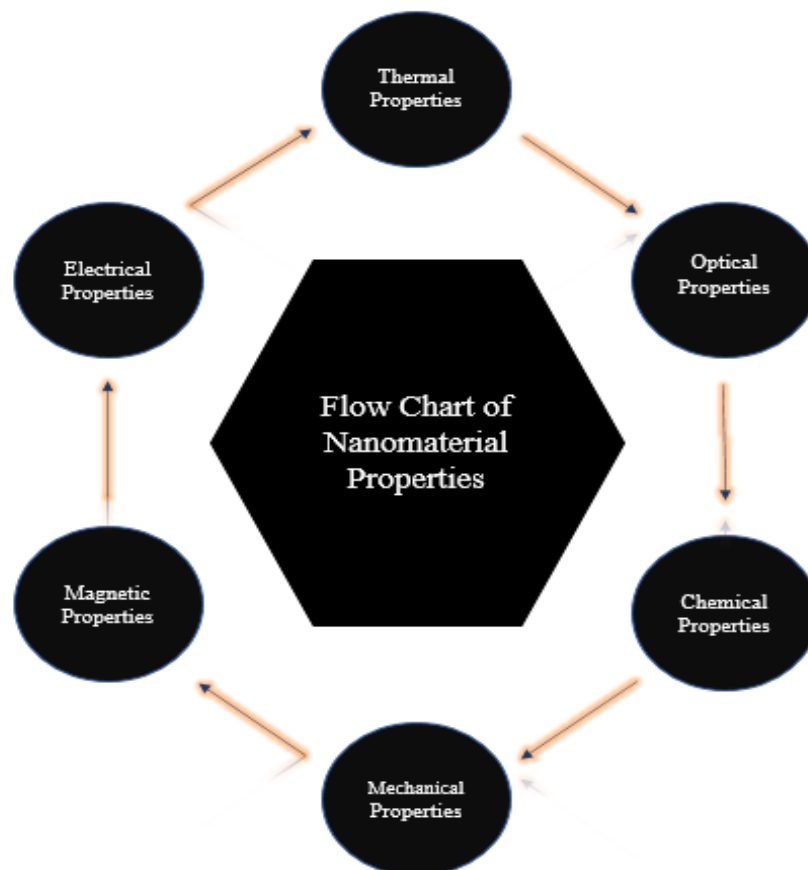 Thermal
Properties
Optical
Properties
Chemical
Properties
Mechanical
Properties
Magnetic
Properties
Electrical
Properties
Flow Chart of
Nanomaterial
Properties